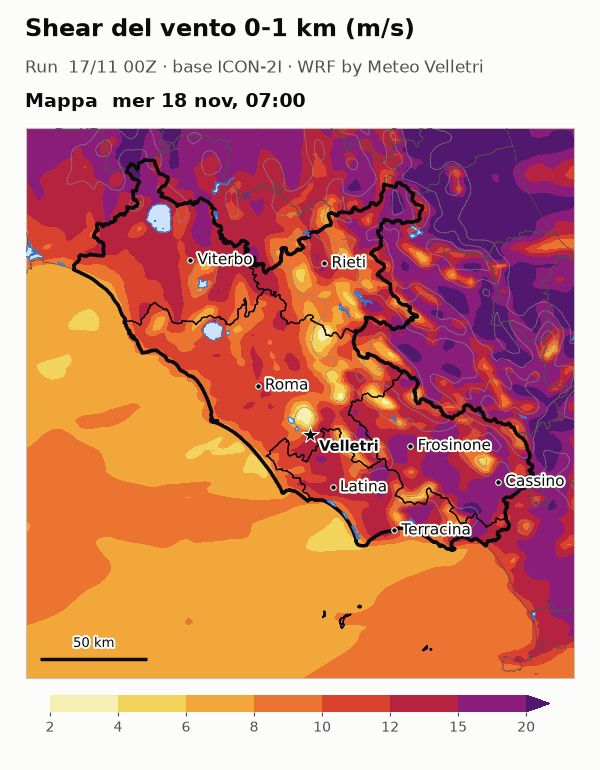 Shear del vento 0-1 km (m/s)
Run  17/11 00Z · base ICON-2I · WRF by Meteo Velletri
Mappa  mer 18 nov, 07:00
Viterbo
Rieti
Roma
Velletri
Frosinone
Cassino
Latina
Terracina
50 km
2 4 6 8 10 12 15 20